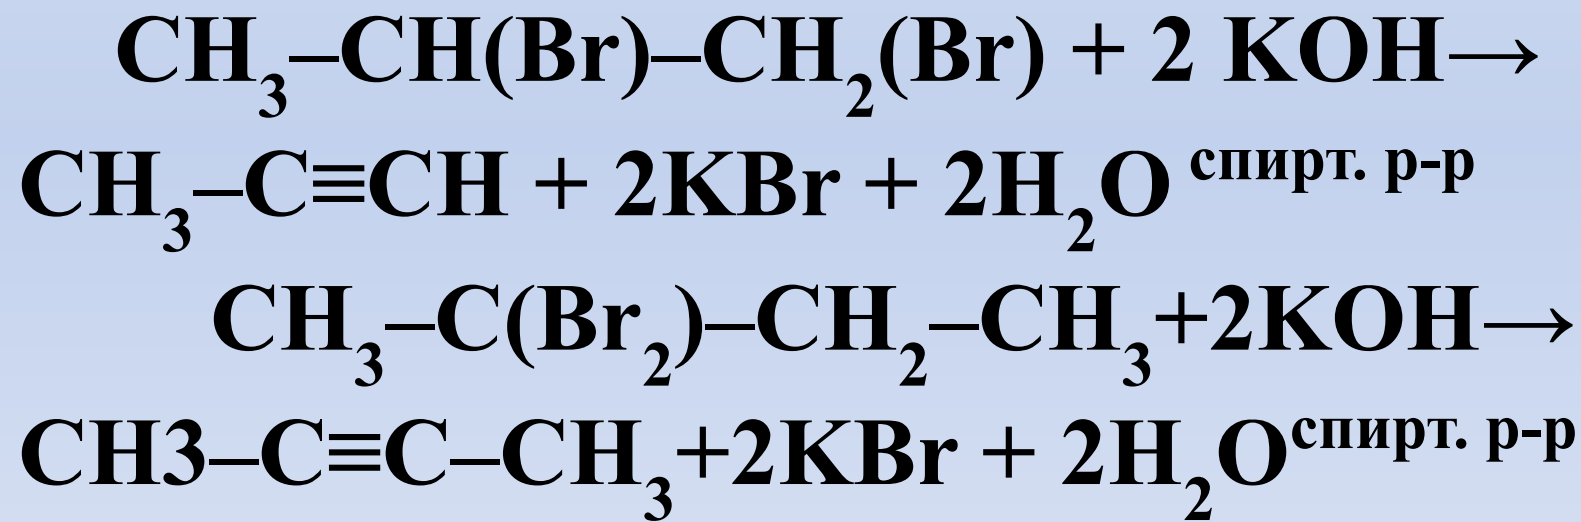 CH₃–CH(Br)–CH₂(Br) + 2 KOH→
CH₃–C≡CH + 2KBr + 2H₂O спирт. р-р
CH₃–C(Br₂)–CH₂–CH₃+2KOH→
CH3–C≡C–CH₃+2KBr + 2H₂Oспирт. р-р